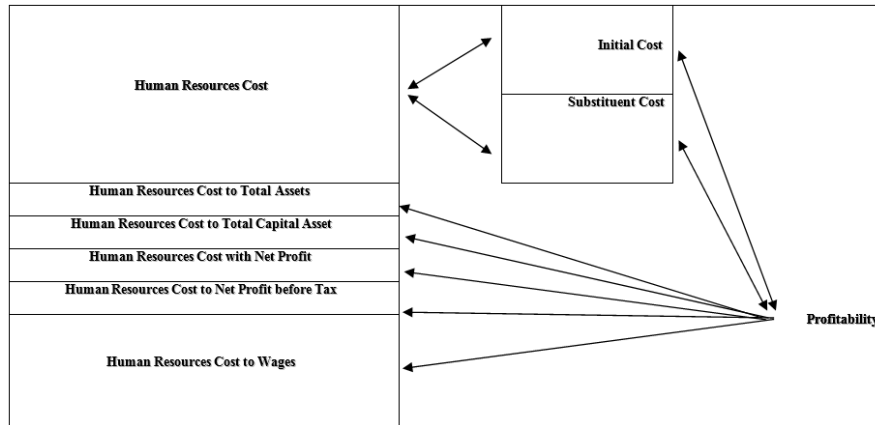 Human Resources Cost
Initial Cost
Substituent Cost
Human Resources Cost to Total Assets
Human Resources Cost to Total Capital Asset
Human Resources Cost with Net Profit
Human Resources Cost to Net Profit before Tax
Human Resources Cost to Wages
Profitability